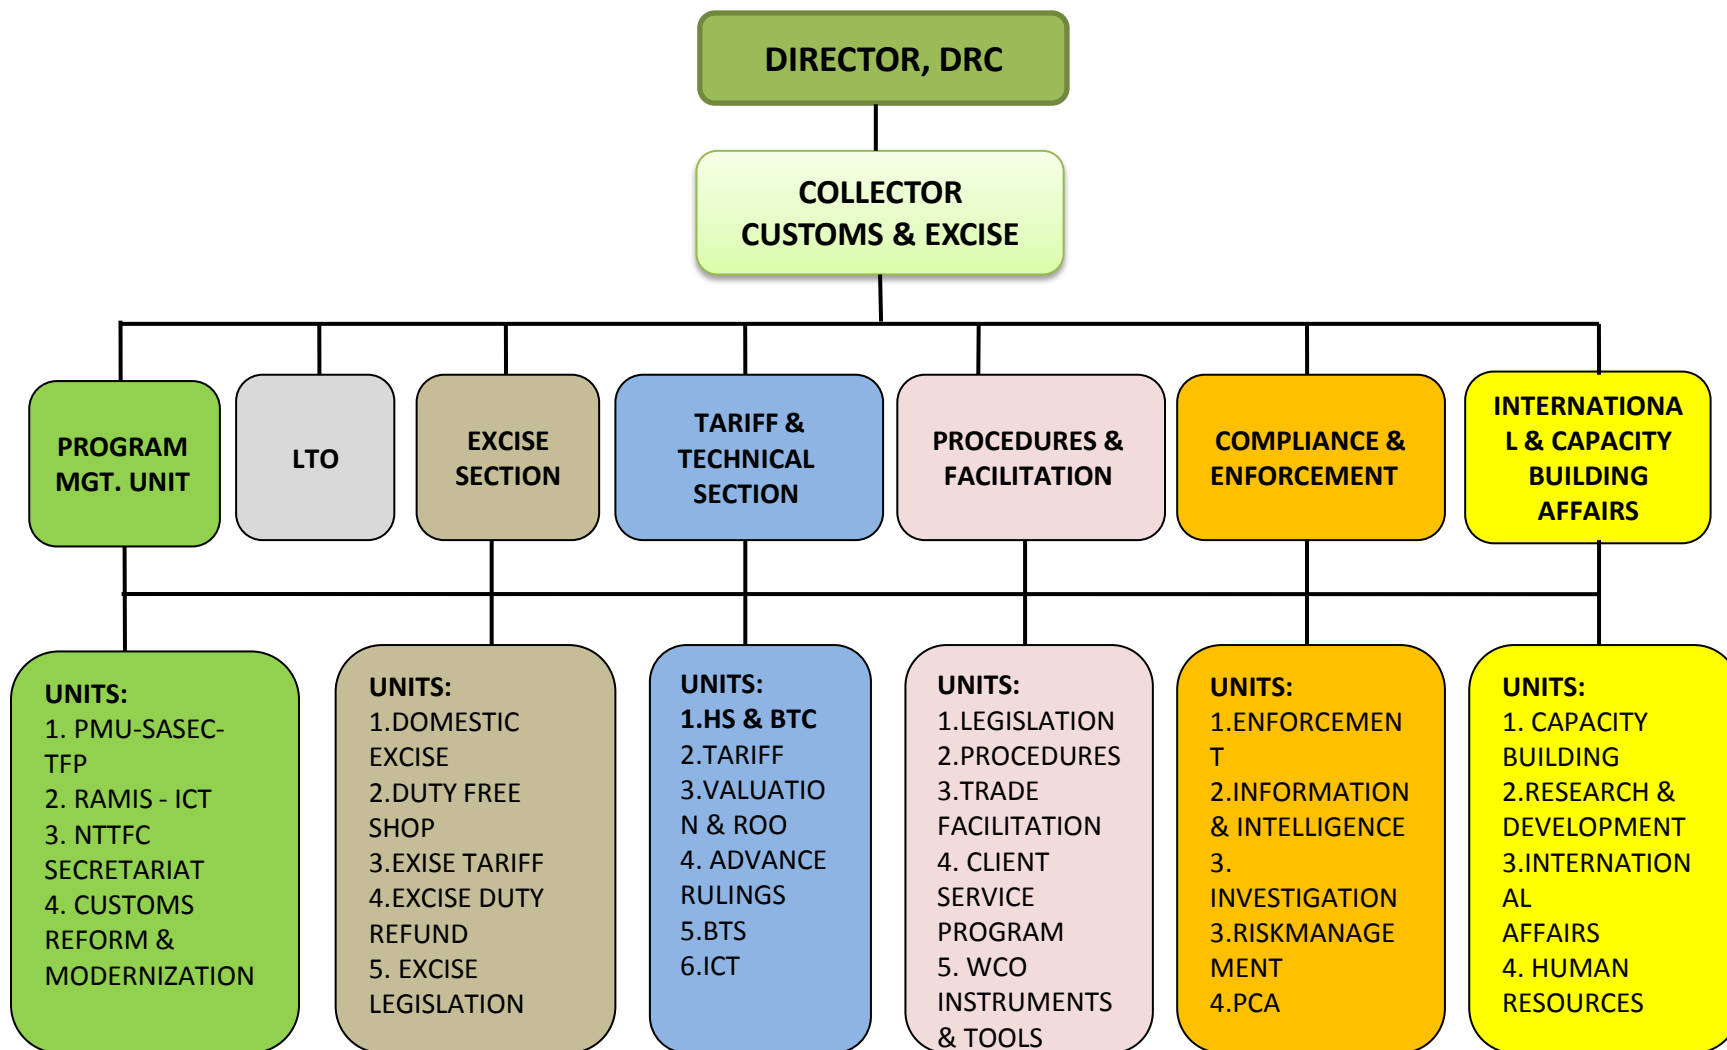 DIRECTOR, DRC
COLLECTOR
CUSTOMS & EXCISE
PROGRAM
MGT. UNIT
LTO
EXCISE
SECTION
TARIFF &
TECHNICAL
SECTION
PROCEDURES &
FACILITATION
COMPLIANCE &
ENFORCEMENT
INTERNATIONA
L & CAPACITY
BUILDING
AFFAIRS
UNITS:
1. PMU-SASEC-
TFP
2. RAMIS - ICT
3. NTTFC
SECRETARIAT
4. CUSTOMS
REFORM &
MODERNIZATION
UNITS:
1.DOMESTIC
EXCISE
2.DUTY FREE
SHOP
3.EXISE TARIFF
4.EXCISE DUTY
REFUND
5. EXCISE
LEGISLATION
UNITS:
1.HS & BTC
2.TARIFF
3.VALUATIO
N & ROO
4. ADVANCE
RULINGS
5.BTS
6.ICT
UNITS:
1.LEGISLATION
2.PROCEDURES
3.TRADE
FACILITATION
4. CLIENT
SERVICE
PROGRAM
5. WCO
INSTRUMENTS
& TOOLS
UNITS:
1.ENFORCEMEN
T
2.INFORMATION
& INTELLIGENCE
3.
INVESTIGATION
3.RISKMANAGE
MENT
4.PCA
UNITS:
1. CAPACITY
BUILDING
2.RESEARCH &
DEVELOPMENT
3.INTERNATION
AL
AFFAIRS
4. HUMAN
RESOURCES